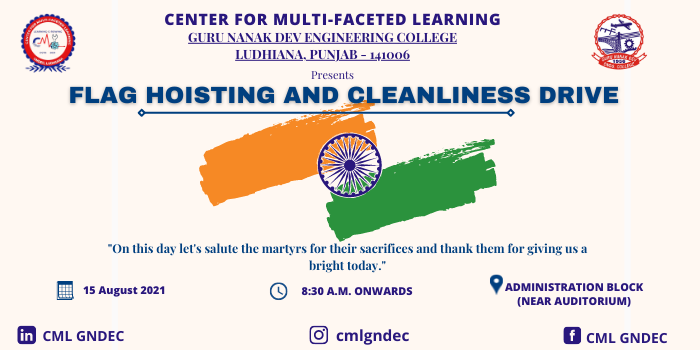 CENTER FOR MULTI-FACETED LEARNING
GURU NANAK DEV ENGINEERING COLLEGE
LUDHIANA, PUNJAB - 141006
Presents
FLAG HOISTING AND CLEANLINESS DRIVE
"On this day let's salute the martyrs for their sacrifices and thank them for giving us a
bright today."
15 August 2021
8:30 A.M. ONWARDS
ADMINISTRATION BLOCK
(NEAR AUDITORIUM)
CML GNDEC
cmlgndec
CML GNDEC